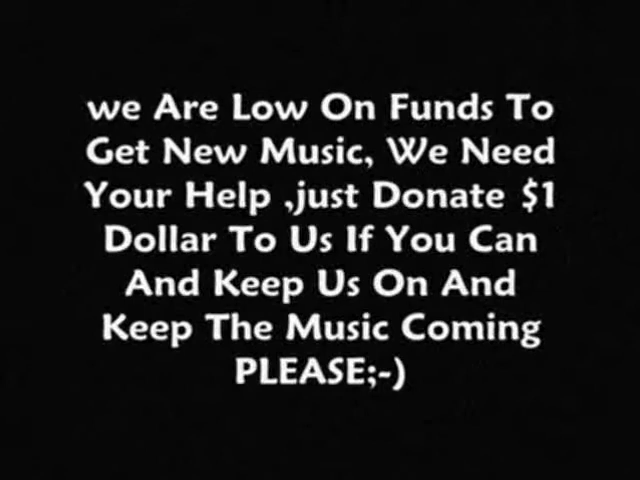 we Are Low On Funds To
Get New Music, We Need
Your Help ,just Donate $1
Dollar To Us If You Can
And Keep Us On And
Keep The Music Coming
PLEASE;-)